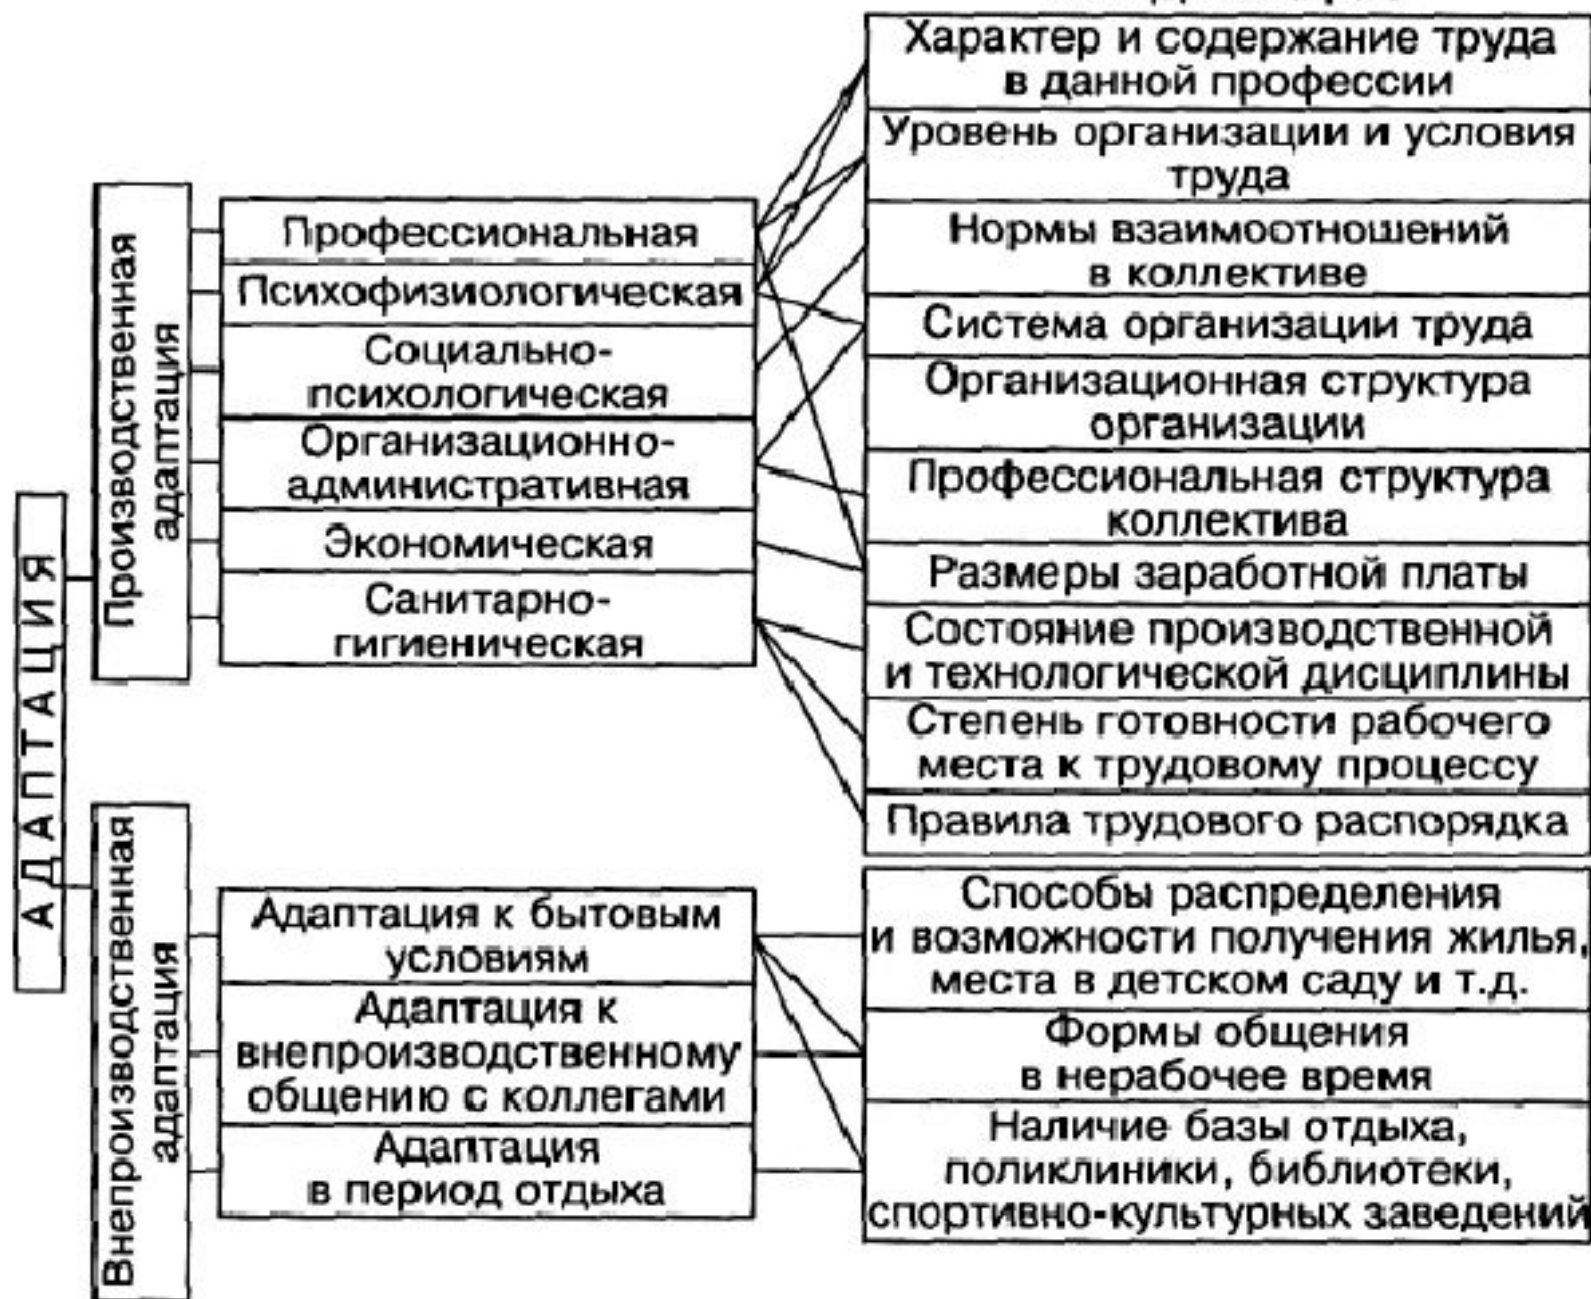 АДАПТАЦИЯ
Производственная
адаптация
Профессиональная
Психофизиологическая
Социально-
психологическая
Организационно-
административная
Экономическая
Санитарно-
гигиеническая
Характер и содержание труда
в данной профессии
Уровень организации и условия
труда
Нормы взаимоотношений
в коллективе
Система организации труда
Организационная структура
организации
Профессиональная структура
коллектива
Размеры заработной платы
Состояние производственной
и технологической дисциплины
Степень готовности рабочего
места к трудовому процессу
Правила трудового распорядка
Внепроизводственная
адаптация
Адаптация к бытовым
условиям
Адаптация к
внепроизводственному
общению с коллегами
Адаптация
в период отдыха
Способы распределения
и возможности получения жилья,
места в детском саду и т.д.
Формы общения
в нерабочее время
Наличие базы отдыха,
поликлиники, библиотеки,
спортивно-культурных заведений